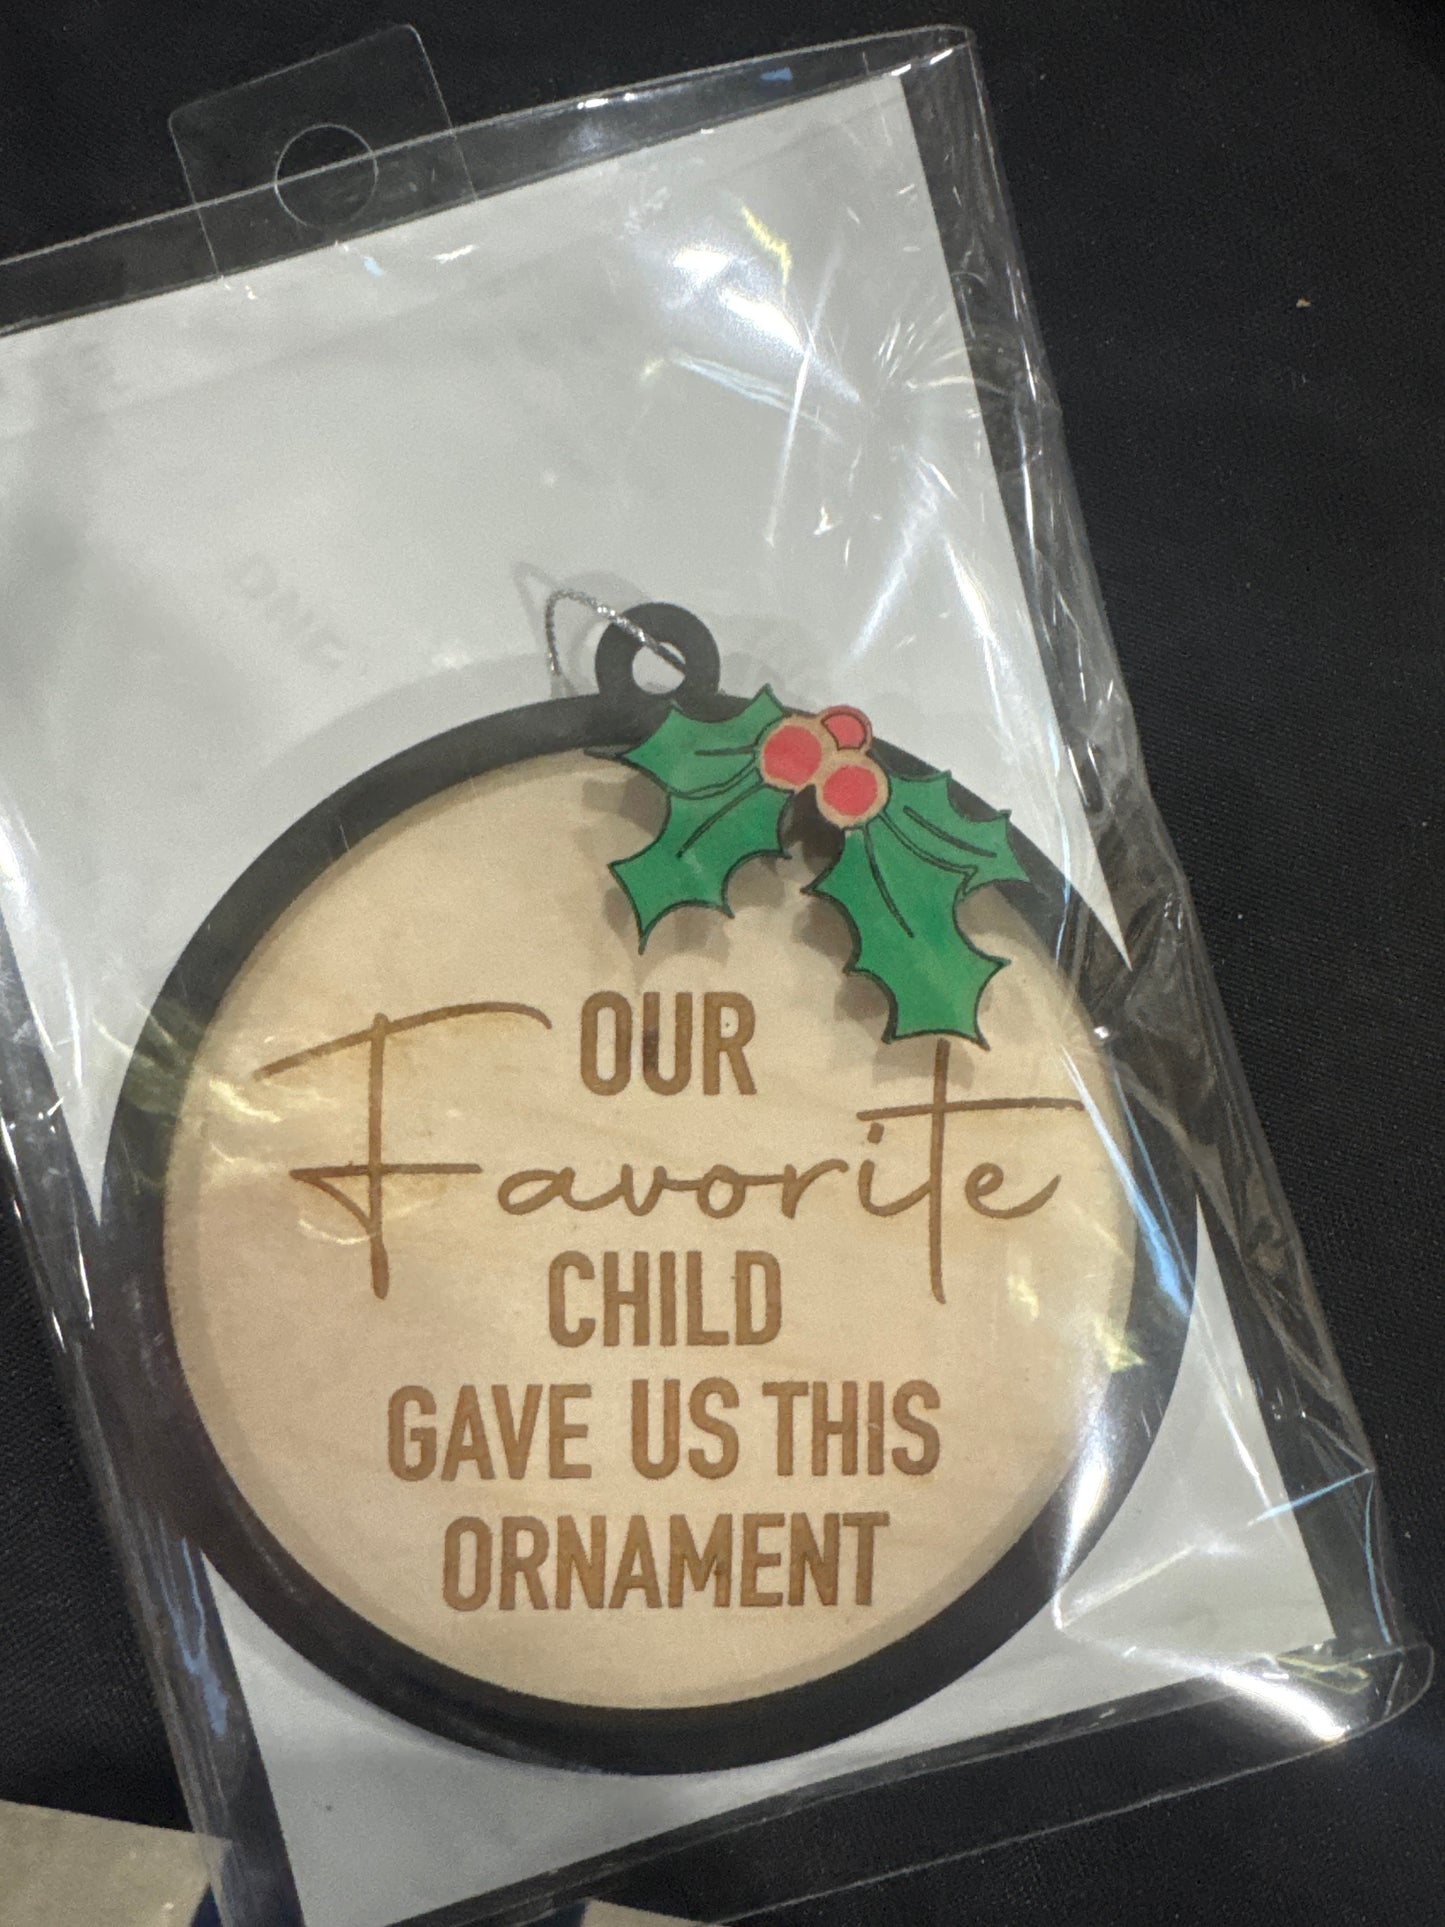 OUR
Favorite
CHILD
GAVE US THIS
ORNAMENT